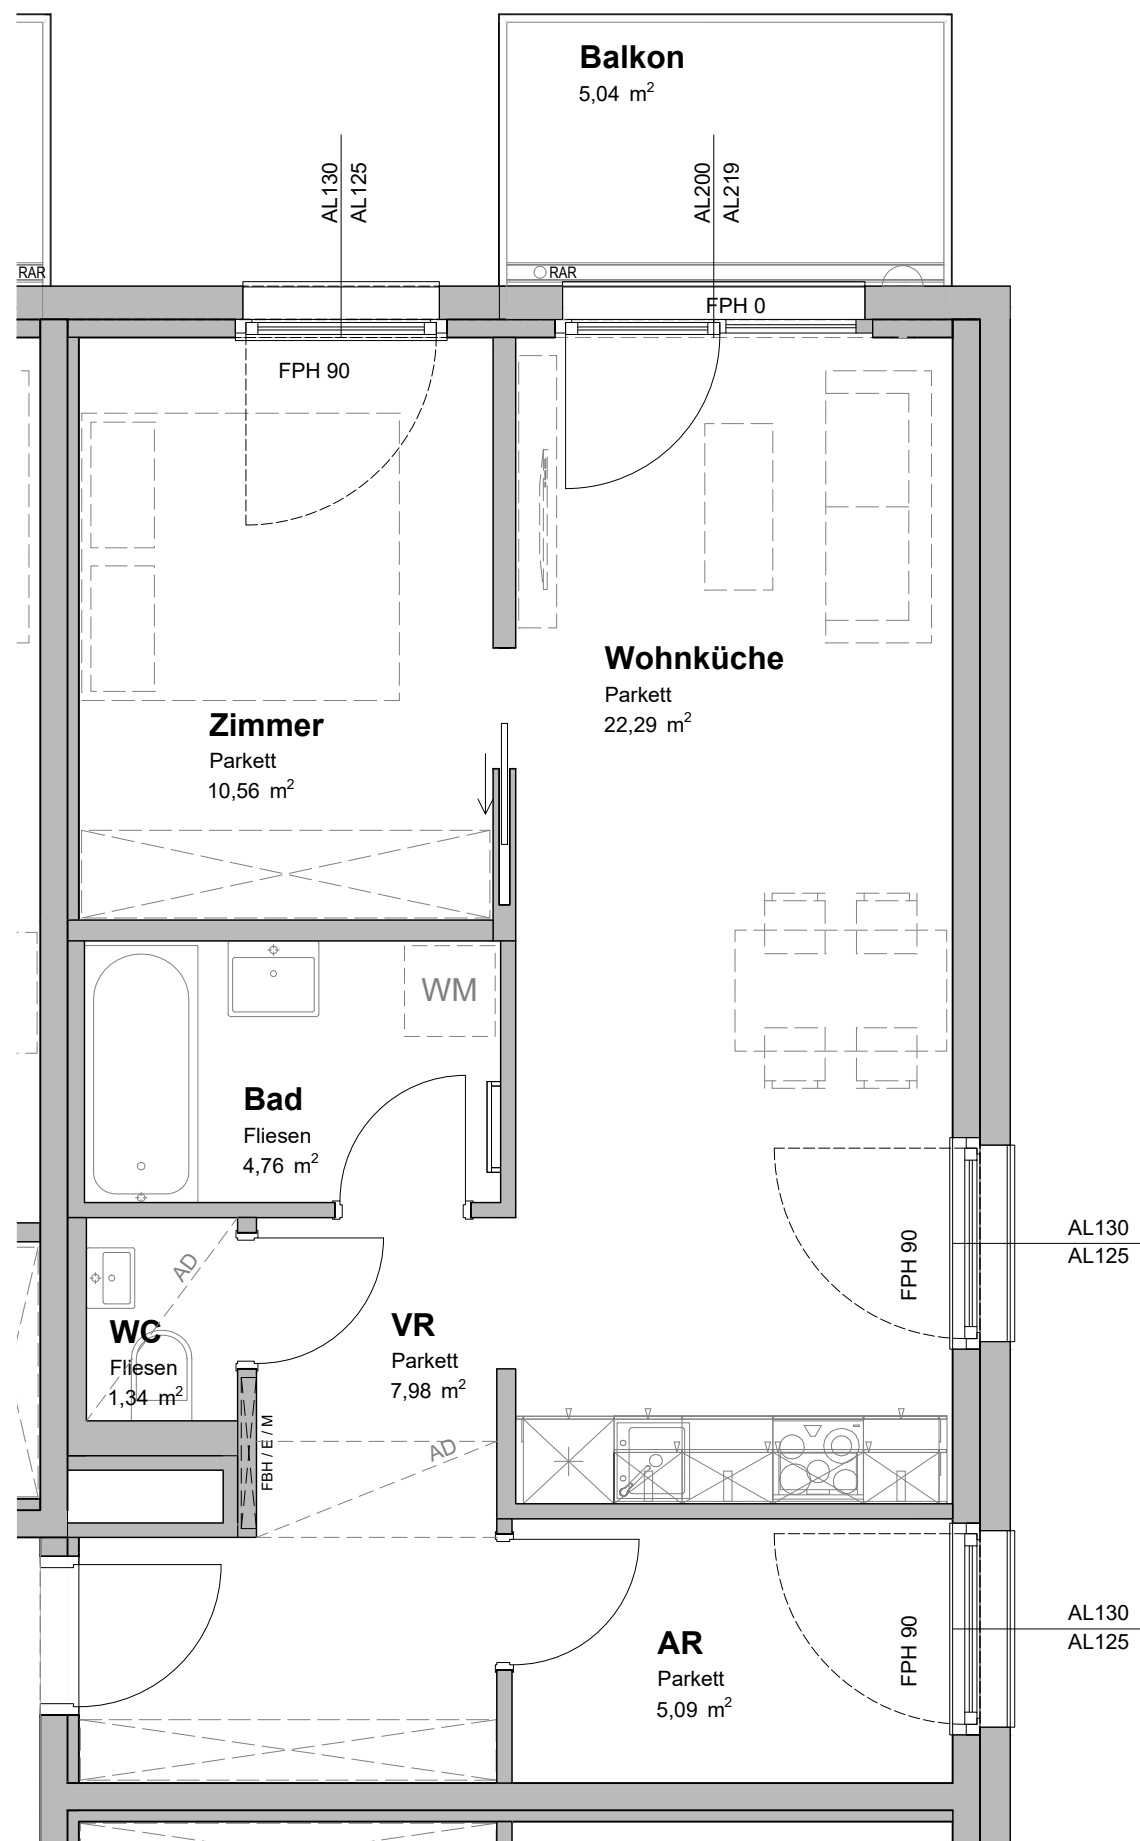 Balkon
5,04 m²
AL130
AL125
AL200
AL219
RAR
RAR
FPH 0
FPH 90
Wohnküche
Parkett
22,29 m²
Zimmer
Parkett
10,56 m²
WM
Bad
Fliesen
4,76 m²
AL130
AL125
FPH 90
AD
WC
Fliesen
1,34 m²
VR
Parkett
7,98 m²
FBH / E / M
AD
AR
Parkett
5,09 m²
FPH 90
AL130
AL125